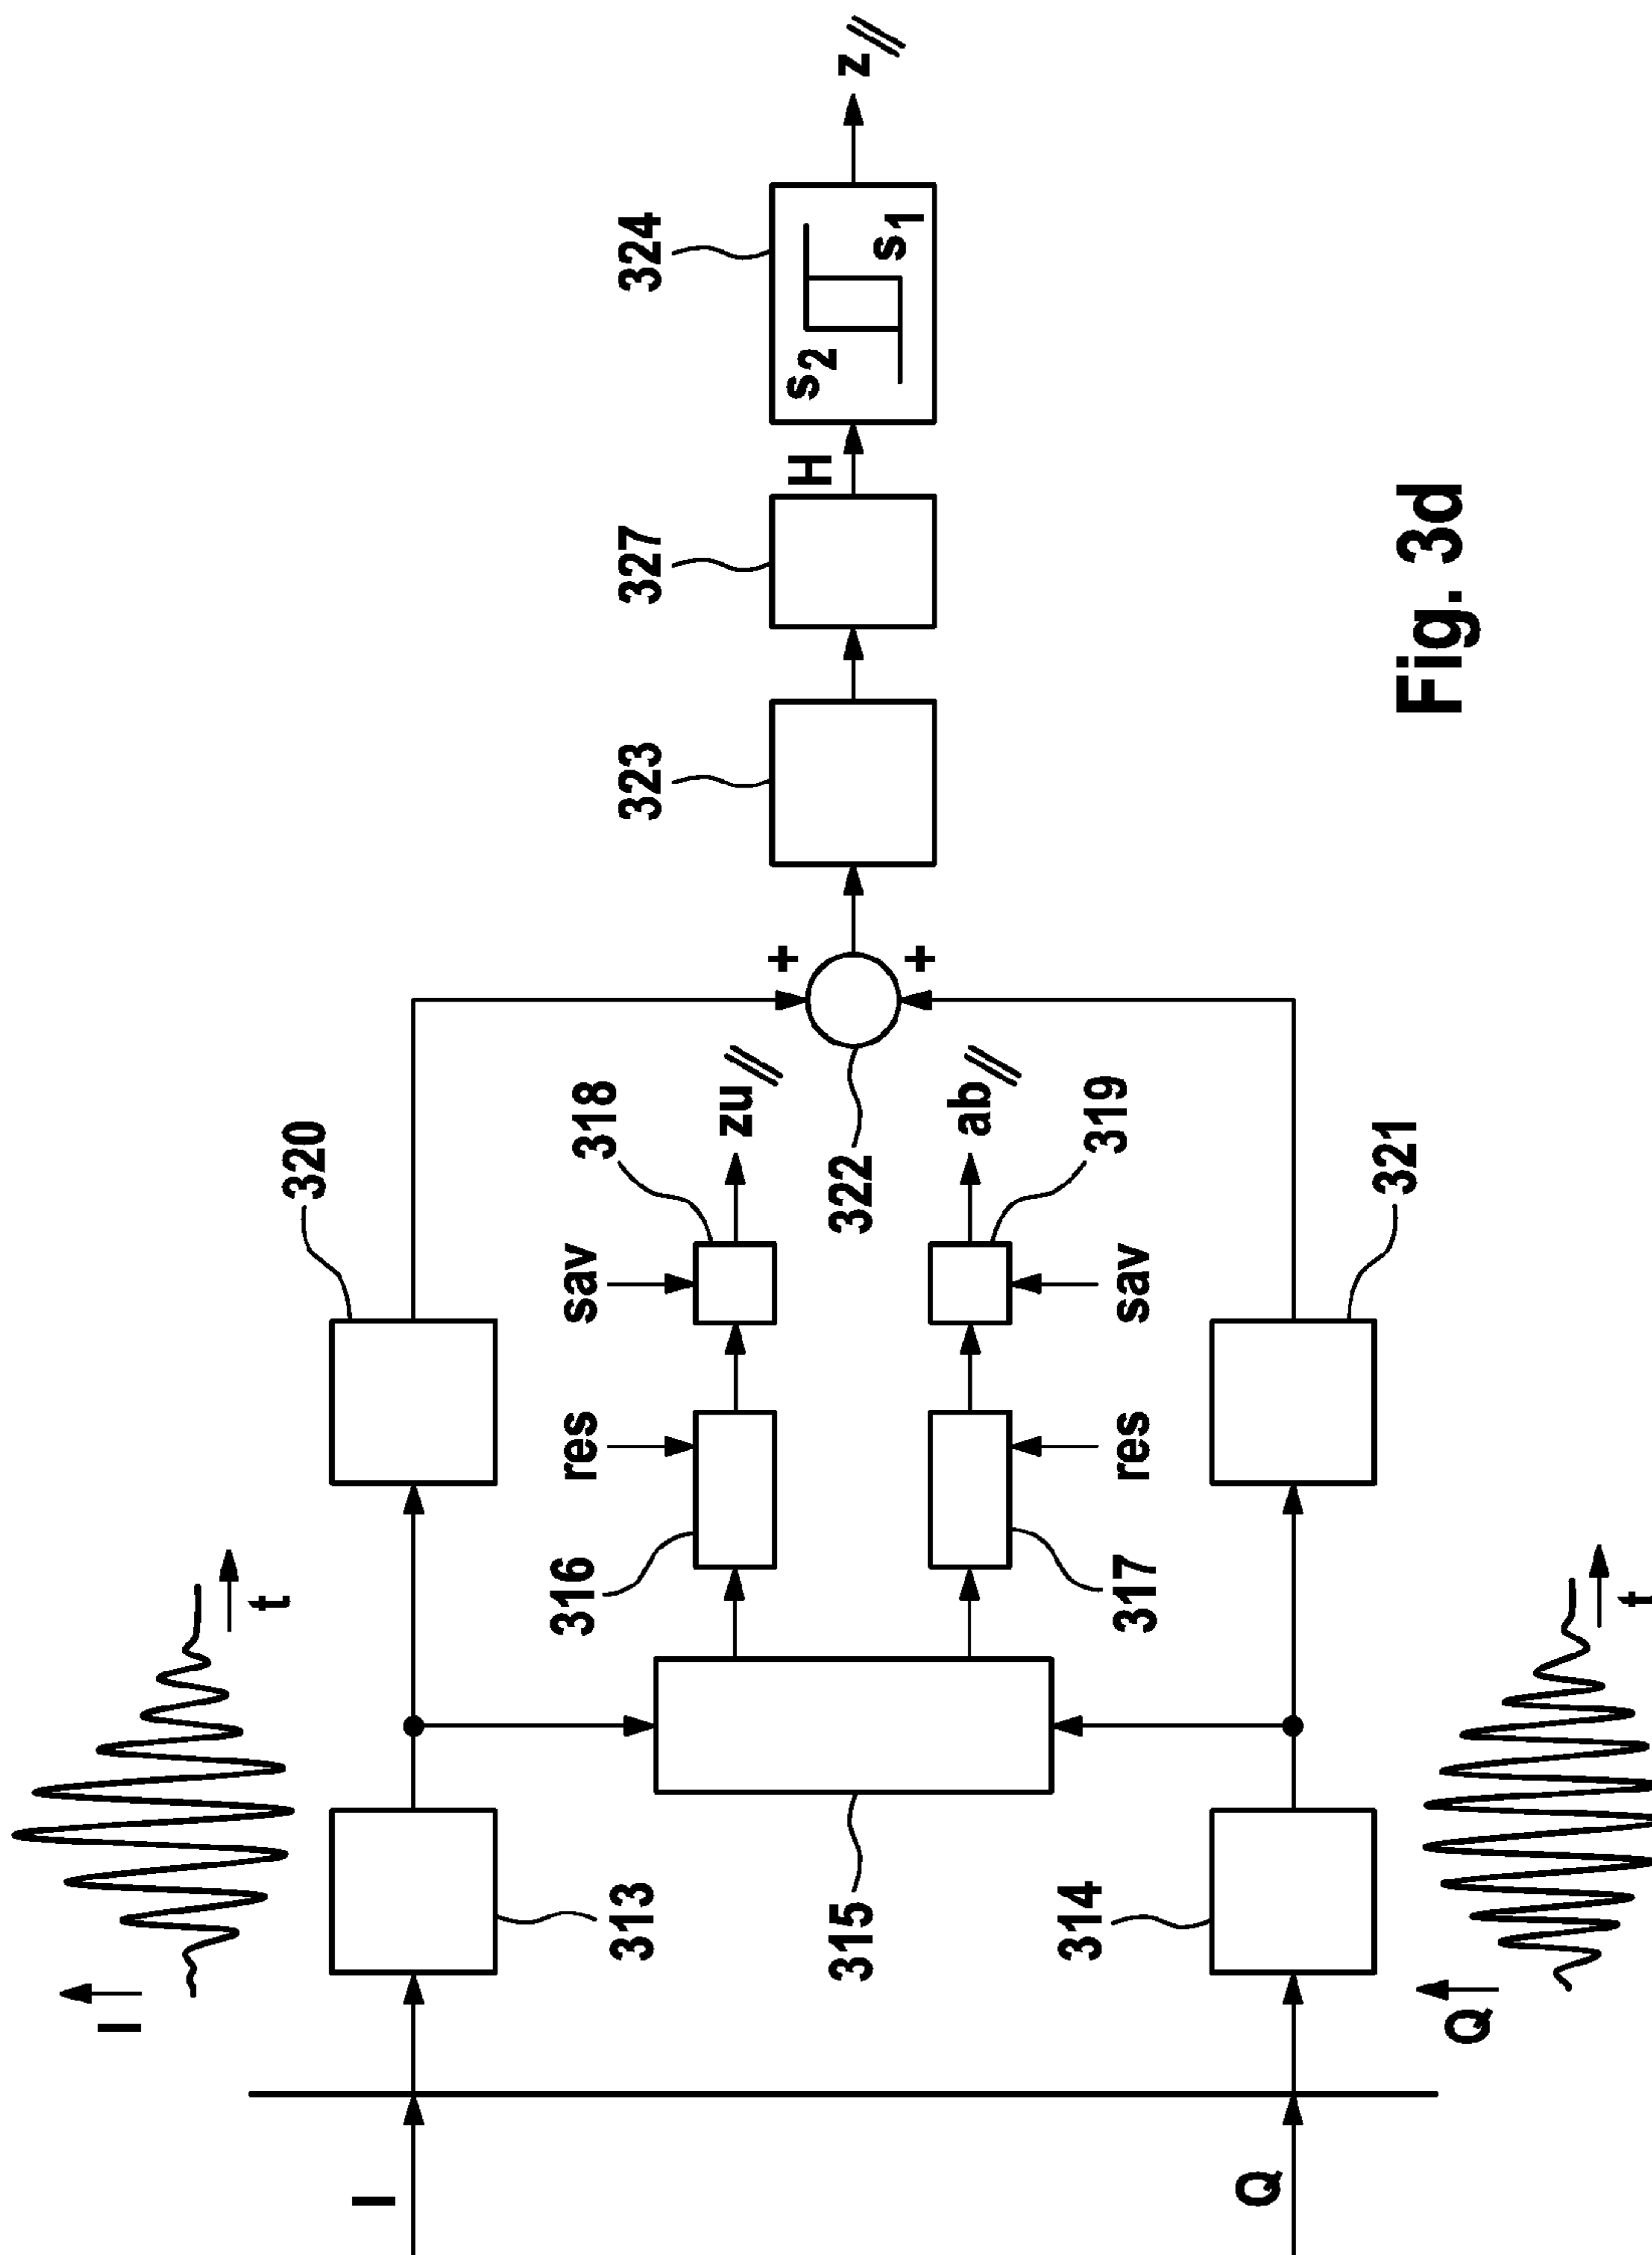 I
t
320
I
313
316
res
sav
318
zu//
+
323
327
H
324
s2
s1
z//
315
322
ab//
+
I
Q
314
317
res
sav
319
321
Q
t
Fig. 3d